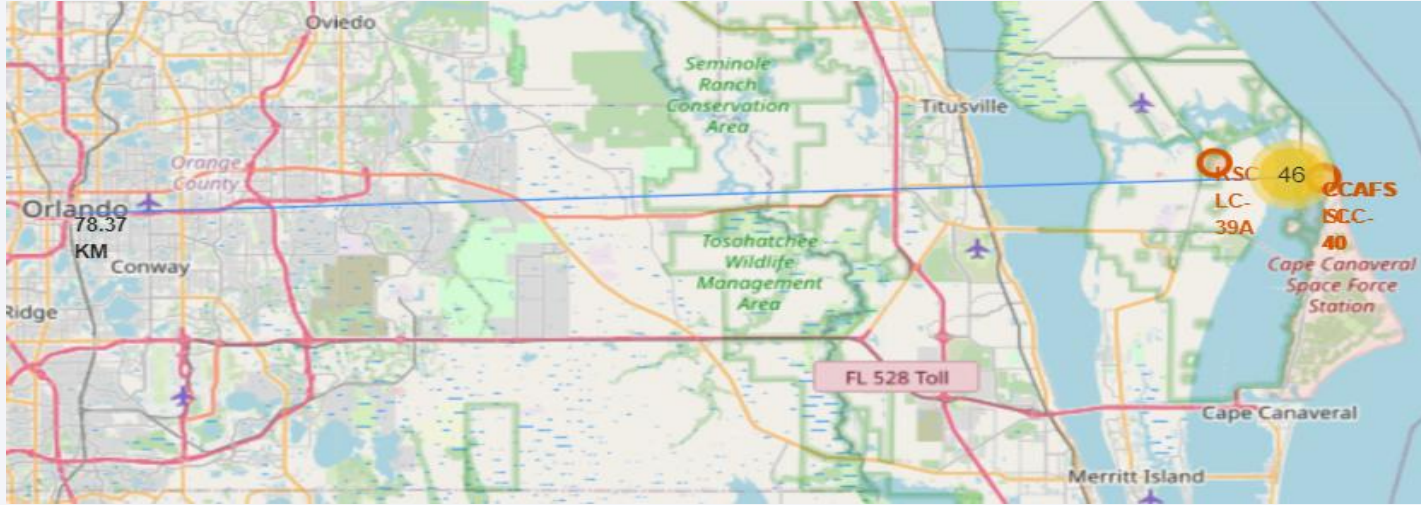 Oviedo
Seminole
Ranch
Conservation
Area
Titusville
Orange
County
46
KSC
LC-
39A
CCAFS
SLC-
40
Orlando
78.37
KM
Conway
Tosohatchee
Wildlife
Management
Area
Cape Canaveral
Space Force
Station
Ridge
FL 528 Toll
Cape Canaveral
Merritt Island